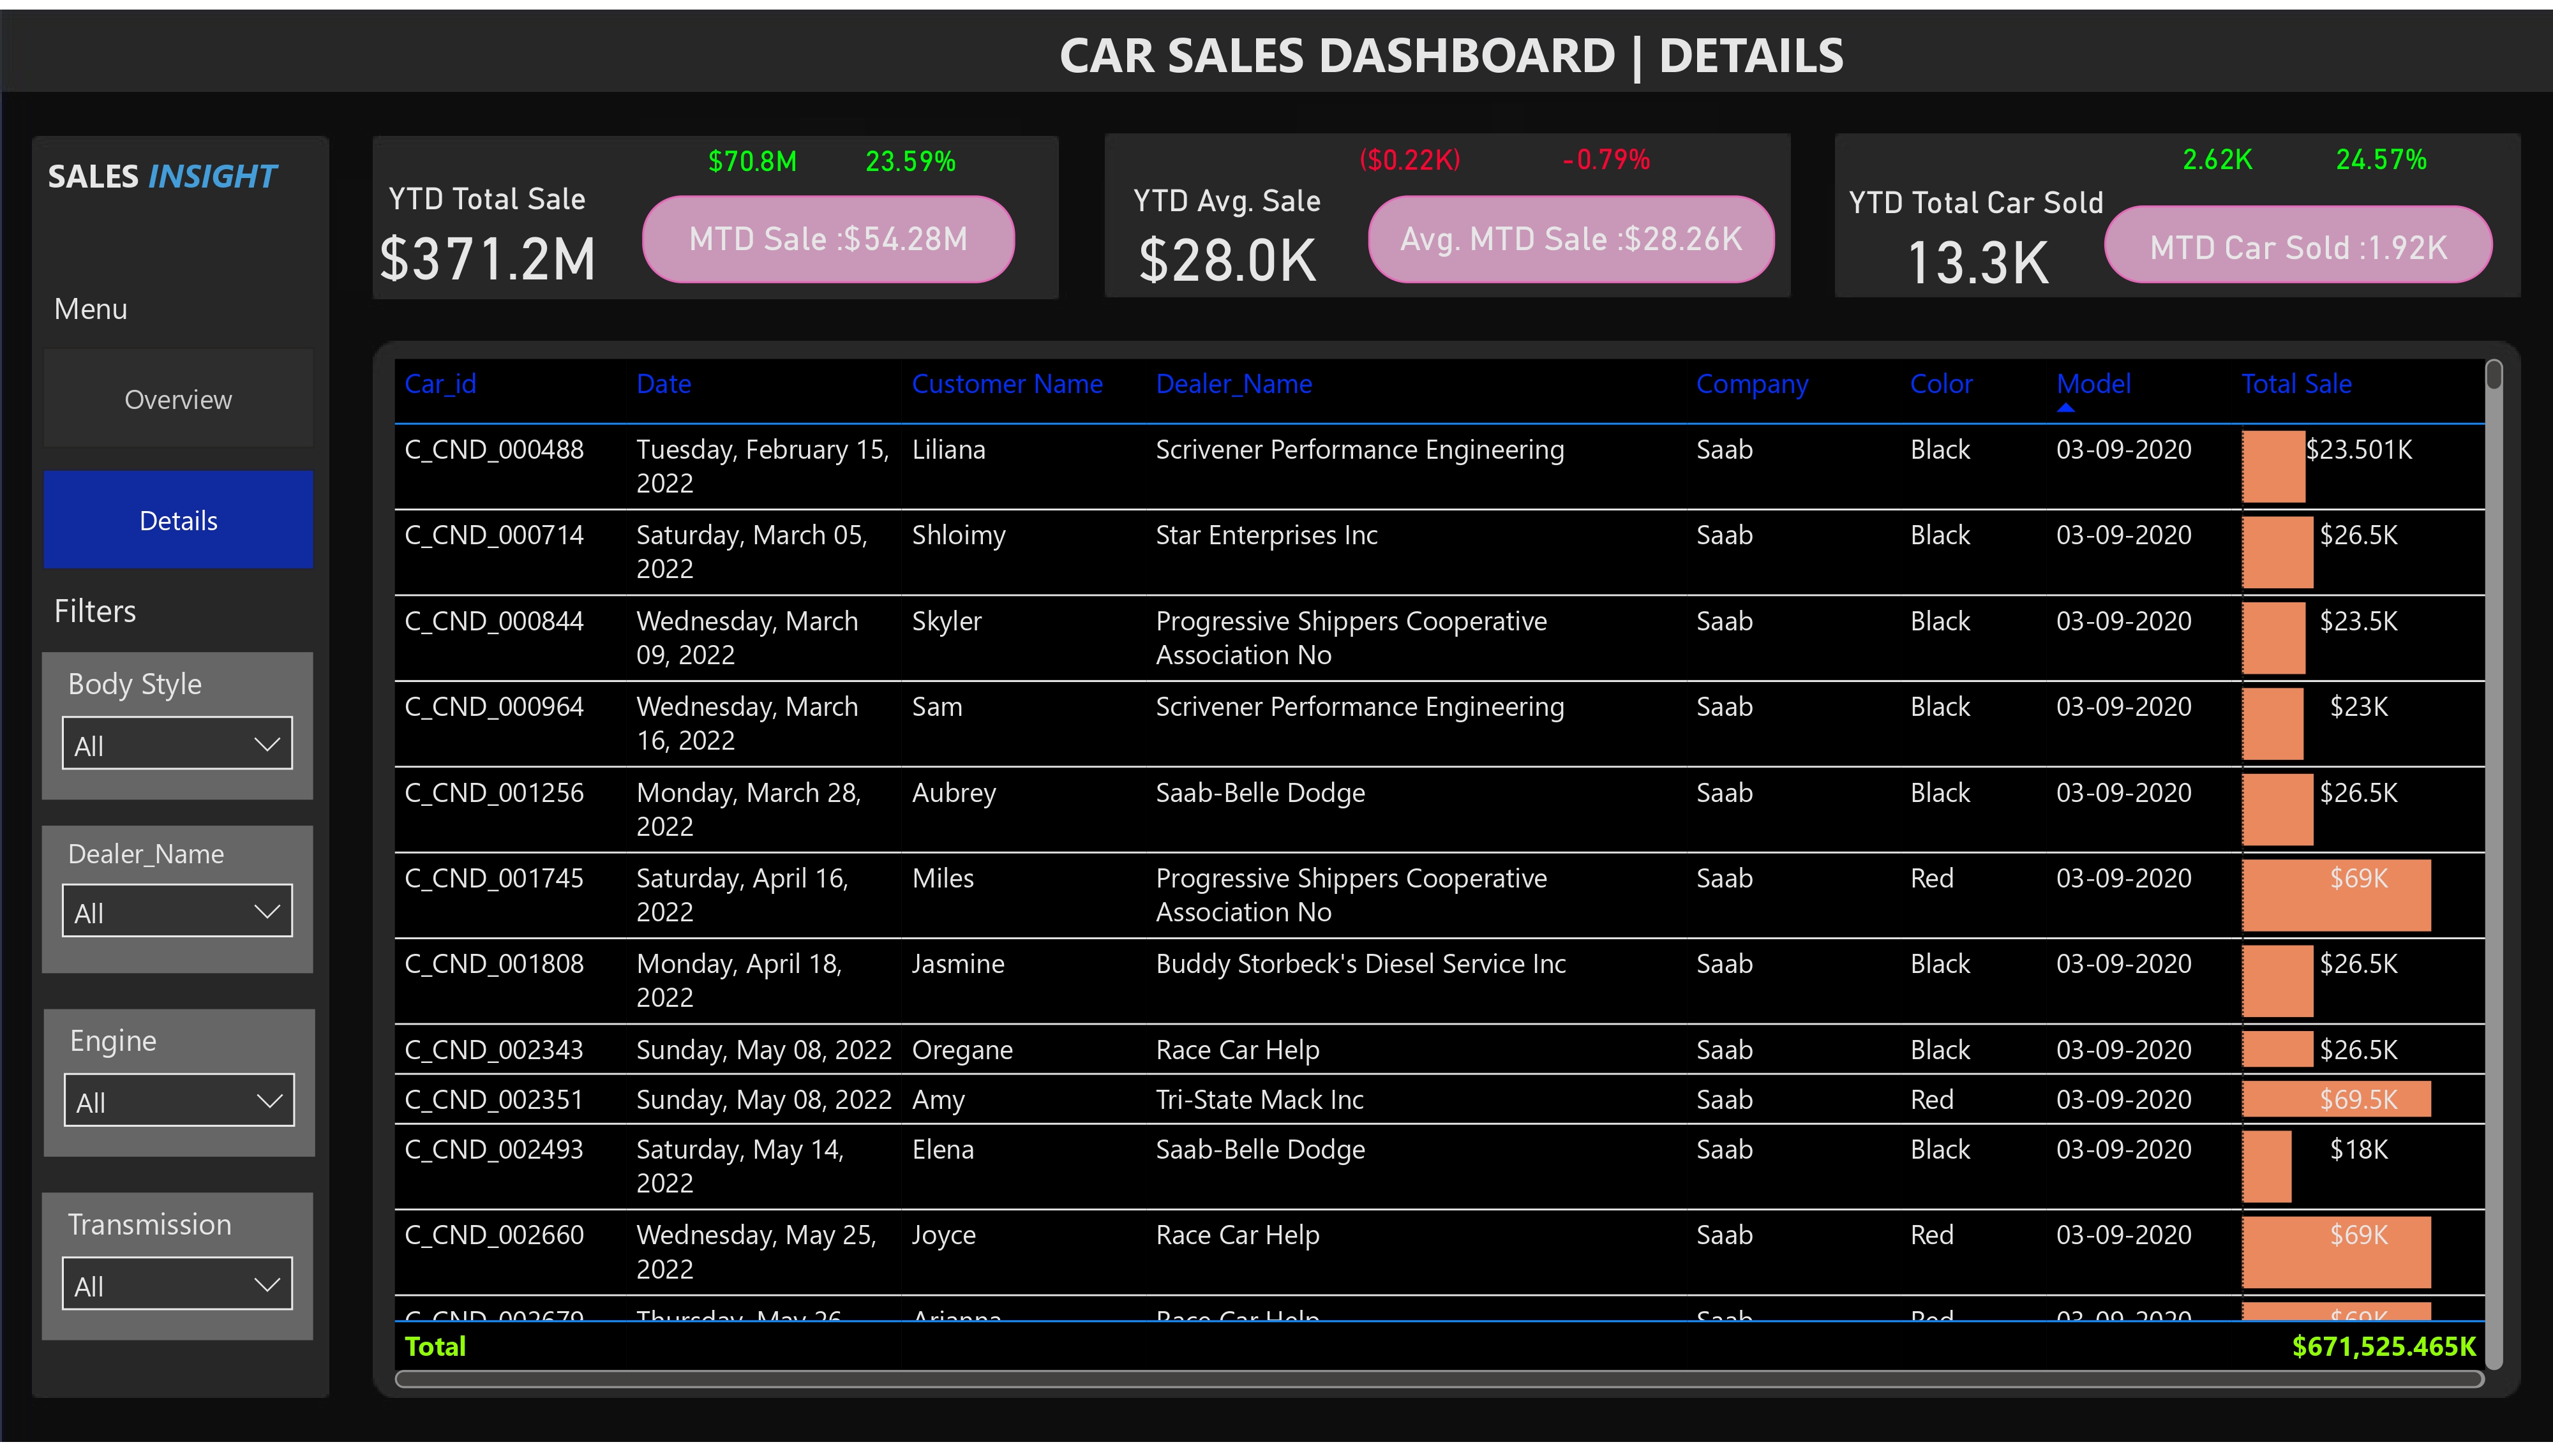 CAR SALES DASHBOARD | DETAILS
SALES INSIGHT
Menu
Overview
Details
Filters
Body Style
All
Dealer_Name
All
Engine
All
Transmission
All
$70.8M 23.59%
YTD Total Sale
$371.2M
MTD Sale :$54.28M
($0.22K) -0.79%
YTD Avg. Sale
$28.0K
Avg. MTD Sale :$28.26K
2.62K 24.57%
YTD Total Car Sold
13.3K
MTD Car Sold :1.92K
Car_id Date Customer Name Dealer_Name Company Color Model Total Sale
C_CND_000488 Tuesday, February 15, Liliana Scrivener Performance Engineering Saab Black 03-09-2020 $23.501K
2022
C_CND_000714 Saturday, March 05, Shloimy Star Enterprises Inc Saab Black 03-09-2020 $26.5K
2022
C_CND_000844 Wednesday, March Skyler Progressive Shippers Cooperative Saab Black 03-09-2020 $23.5K
09, 2022 Association No
C_CND_000964 Wednesday, March Sam Scrivener Performance Engineering Saab Black 03-09-2020 $23K
16, 2022
C_CND_001256 Monday, March 28, Aubrey Saab-Belle Dodge Saab Black 03-09-2020 $26.5K
2022
C_CND_001745 Saturday, April 16, Miles Progressive Shippers Cooperative Saab Red 03-09-2020 $69K
2022 Association No
C_CND_001808 Monday, April 18, Jasmine Buddy Storbeck's Diesel Service Inc Saab Black 03-09-2020 $26.5K
2022
C_CND_002343 Sunday, May 08, 2022 Oregane Race Car Help Saab Black 03-09-2020 $26.5K
C_CND_002351 Sunday, May 08, 2022 Amy Tri-State Mack Inc Saab Red 03-09-2020 $69.5K
C_CND_002493 Saturday, May 14, Elena Saab-Belle Dodge Saab Black 03-09-2020 $18K
2022
C_CND_002660 Wednesday, May 25, Joyce Race Car Help Saab Red 03-09-2020 $69K
2022
C_CND_002679 Thursday, May 26, Arianna Race Car Help Saab Red 03-09-2020 $69K
Total $671,525.465K